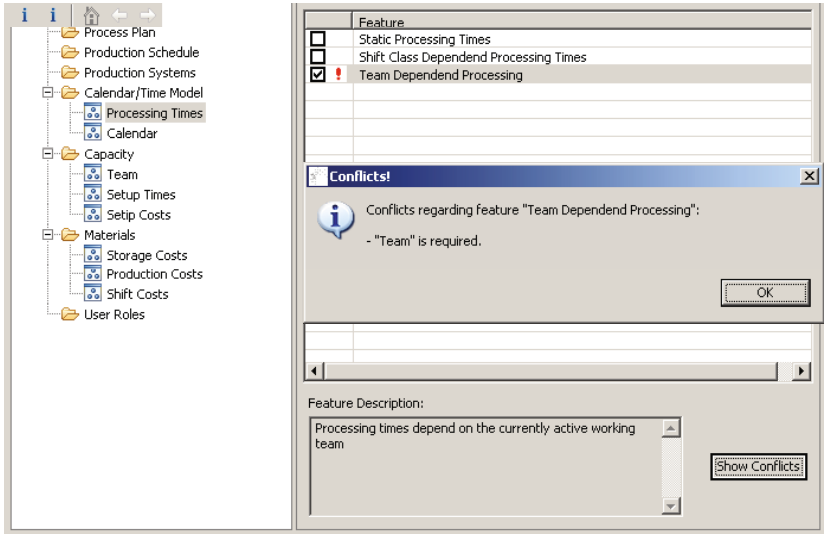 Process Plan
Production Schedule
Production Systems
Calendar/Time Model
Processing Times
Calendar
Capacity
Team
Setup Times
Setip Costs
Materials
Storage Costs
Production Costs
Shift Costs
User Roles
Feature
Static Processing Times
Shift Class Dependend Processing Times
Team Dependend Processing
Conflicts!
Conflicts regarding feature "Team Dependend Processing":
- "Team" is required.
OK
Feature Description:
Processing times depend on the currently active working
team
Show Conflicts